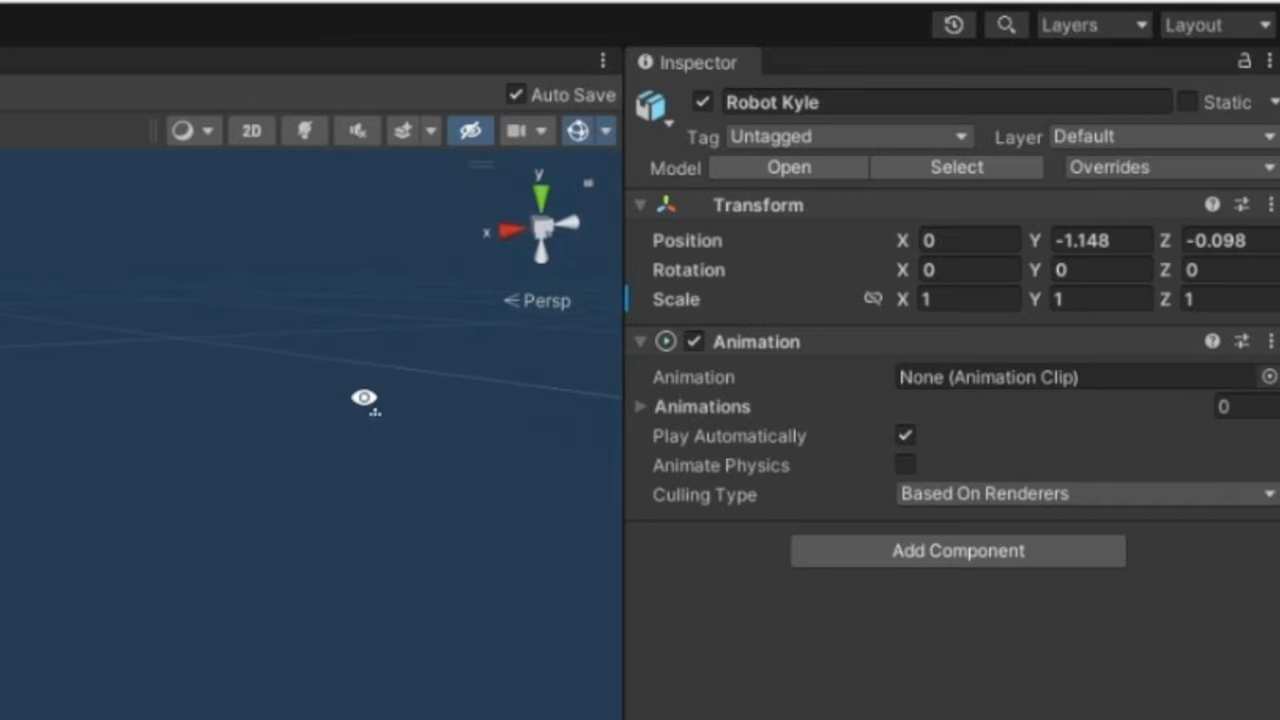 Layers Layout
Inspector
Auto Save
Robot Kyle Static
2D
Tag Untagged Layer Default
Model Open Select Overrides
y
Transform
x
Position X 0 Y -1.148 Z -0.098
Rotation X 0 Y 0 Z 0
Persp
Scale X 1 Y 1 Z 1
Animation
Animation None (Animation Clip)
Animations 0
Play Automatically
Animate Physics
Culling Type Based On Renderers
Add Component